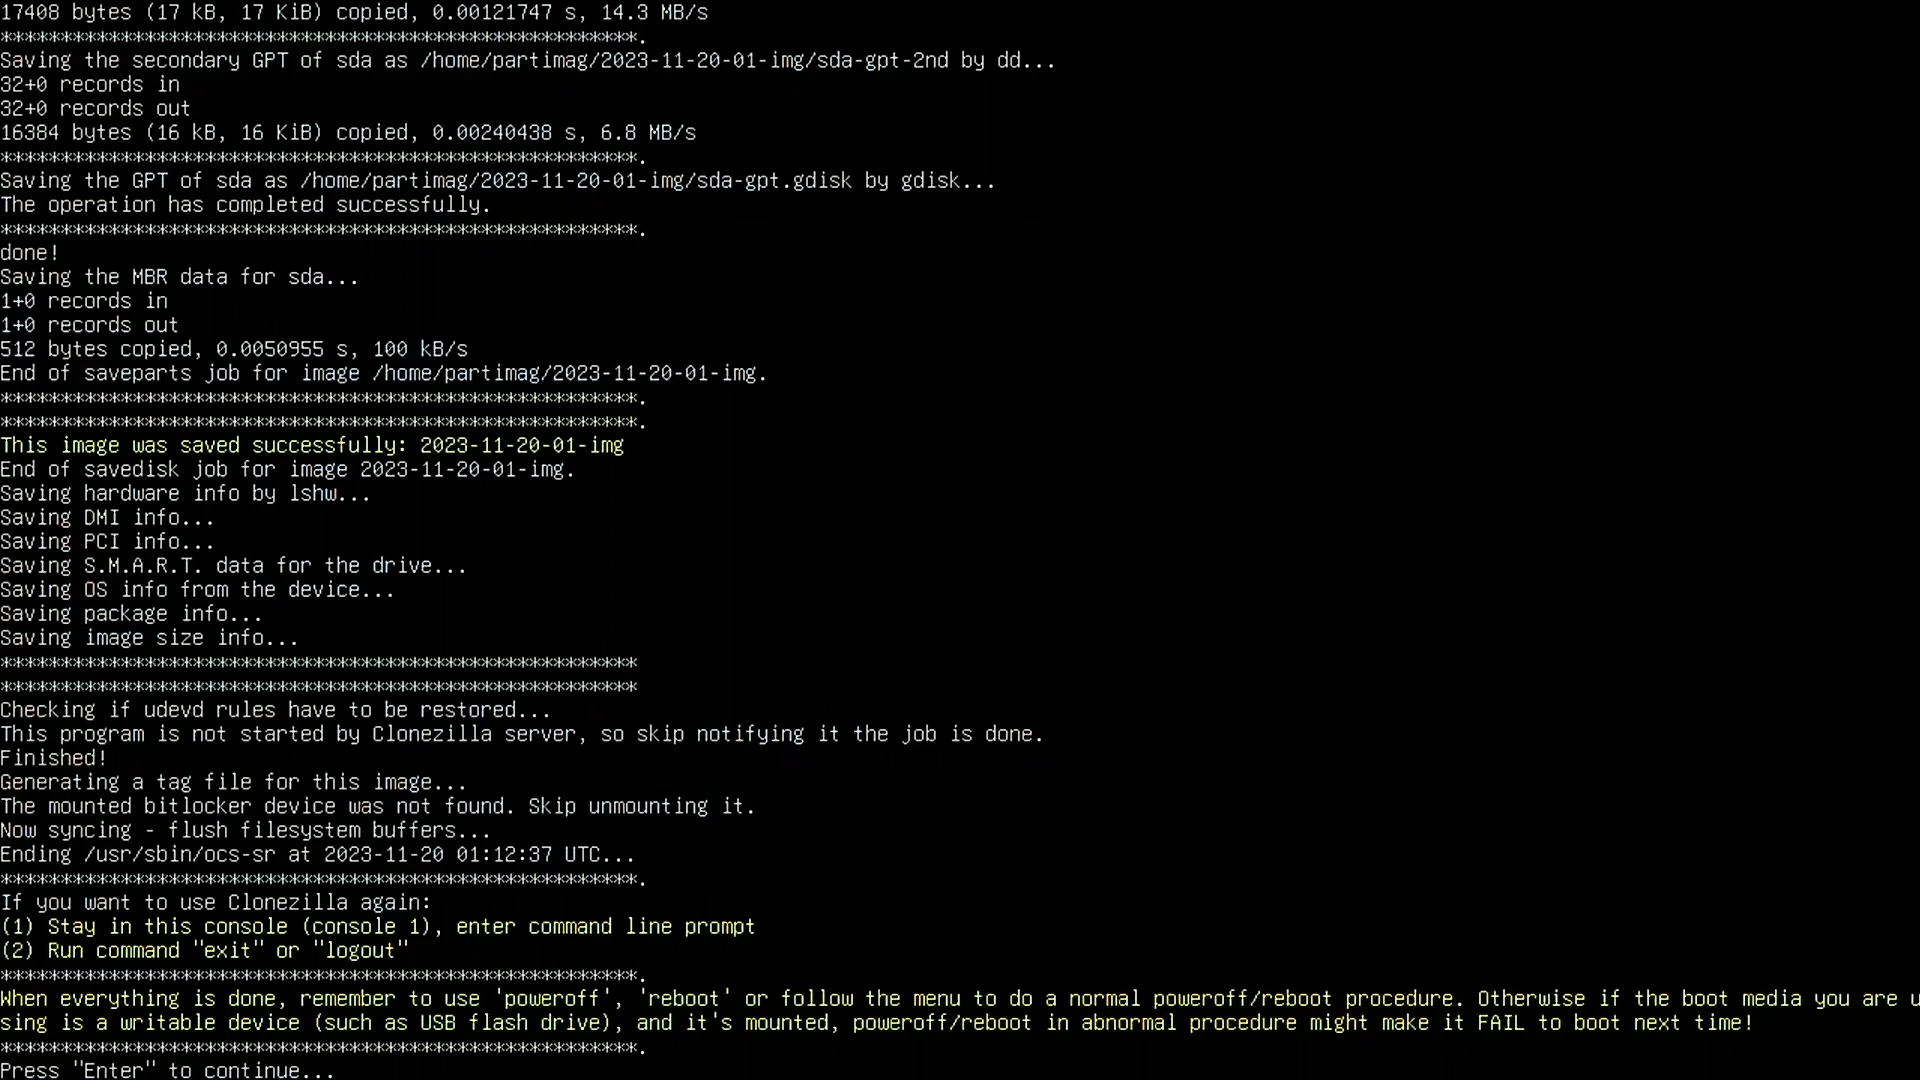 17408 bytes (17 kB, 17 KiB) copied, 0.00121747 s, 14.3 MB/s
*****************************************************.
Saving the secondary GPT of sda as /home/partimag/2023-11-20-01-img/sda-gpt-2nd by dd...
32+0 records in
32+0 records out
16384 bytes (16 kB, 16 KiB) copied, 0.00240438 s, 6.8 MB/s
*****************************************************.
Saving the GPT of sda as /home/partimag/2023-11-20-01-img/sda-gpt.gdisk by gdisk...
The operation has completed successfully.
*****************************************************.
done!
Saving the MBR data for sda...
1+0 records in
1+0 records out
512 bytes copied, 0.0050955 s, 100 kB/s
End of saveparts job for image /home/partimag/2023-11-20-01-img.
*****************************************************.
*****************************************************.
This image was saved successfully: 2023-11-20-01-img
End of savedisk job for image 2023-11-20-01-img.
Saving hardware info by lshw...
Saving DMI info...
Saving PCI info...
Saving S.M.A.R.T. data for the drive...
Saving OS info from the device...
Saving package info...
Saving image size info...
*****************************************************
*****************************************************
Checking if udevd rules have to be restored...
This program is not started by Clonezilla server, so skip notifying it the job is done.
Finished!
Generating a tag file for this image...
The mounted bitlocker device was not found. Skip unmounting it.
Now syncing - flush filesystem buffers...
Ending /usr/sbin/ocs-sr at 2023-11-20 01:12:37 UTC...
*****************************************************.
If you want to use Clonezilla again:
(1) Stay in this console (console 1), enter command line prompt
(2) Run command "exit" or "logout"
*****************************************************.
When everything is done, remember to use 'poweroff', 'reboot' or follow the menu to do a normal poweroff/reboot procedure. Otherwise if the boot media you are u
sing is a writable device (such as USB flash drive), and it's mounted, poweroff/reboot in abnormal procedure might make it FAIL to boot next time!
*****************************************************.
Press "Enter" to continue...